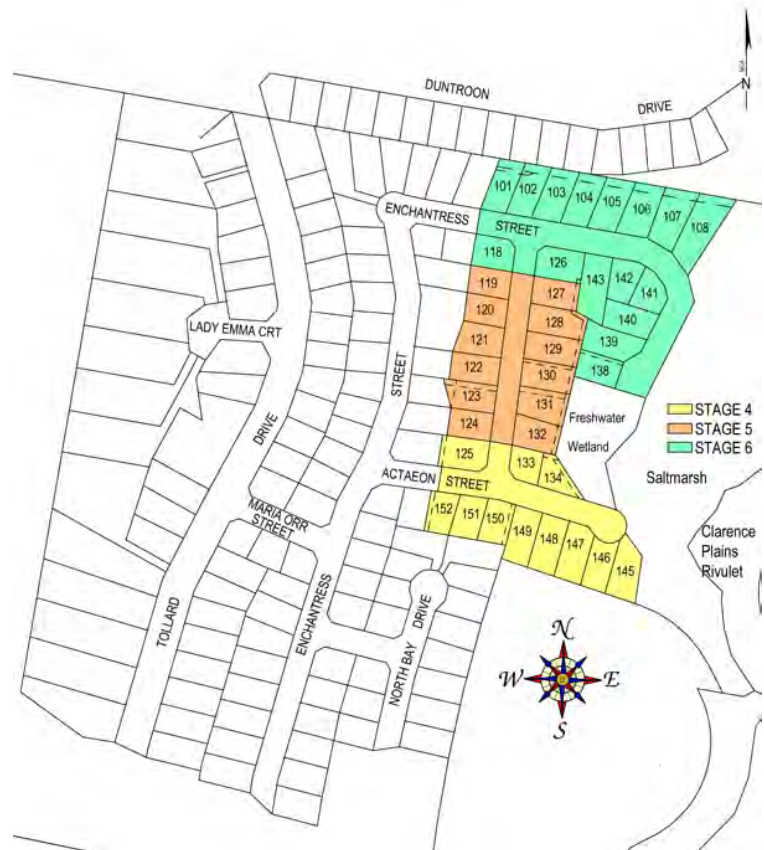 N
DUNTROON
DRIVE
101
102
103
104
105
106
107
108
ENCHANTRESS
STREET
118
126
143
142
141
140
139
138
119
127
120
128
121
129
122
130
123
131
124
132
LADY EMMA CRT
STREET
DRIVE
Freshwater
Wetland
STAGE 4
STAGE 5
STAGE 6
Saltmarsh
125
133
134
ACTAEON
STREET
152
151
150
149
148
147
146
145
MARIA ORR
STREET
Clarence
Plains
Rivulet
TOLLARD
ENCHANTRESS
NORTH BAY
DRIVE
N
W
E
S